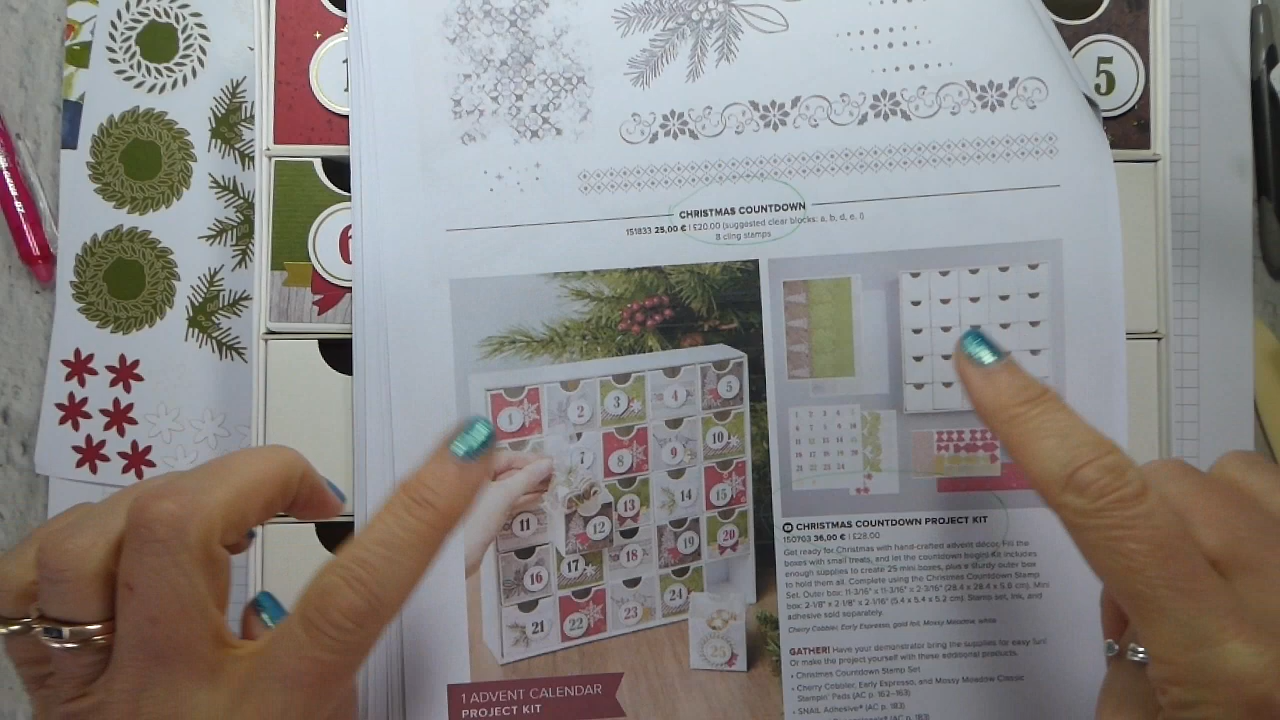 5
6
CHRISTMAS COUNTDOWN
151833 25,00 € | £20.00 (suggested clear blocks: a, b, d, e, i)
8 cling stamps
1 2 3 4 5
7 8 9 10
11 12 13 14 15
16 17 18 19 20
21 22 23 24
25
1 ADVENT CALENDAR
PROJECT KIT
CHRISTMAS COUNTDOWN PROJECT KIT
150703 36,00 € | £28.00
Get ready for Christmas with hand-crafted advent décor. Fill the
boxes with small treats, and let the countdown begin! Kit includes
enough supplies to create 25 mini boxes, plus a sturdy outer box
to hold them all. Complete using the Christmas Countdown Stamp
Set. Outer box: 11-3/16" x 11-3/16" x 2-3/16" (28.4 x 28.4 x 5.6 cm). Mini
box: 2-1/8" x 2-1/8" x 2-1/16" (5.4 x 5.4 x 5.2 cm). Stamp set, ink, and
adhesive sold separately.
Cherry Cobbler, Early Espresso, gold foil, Mossy Meadow, white
GATHER! Have your demonstrator bring the supplies for easy fun!
Or make the project yourself with these additional products.
• Christmas Countdown Stamp Set
• Cherry Cobbler, Early Espresso, and Mossy Meadow Classic
Stampin' Pads (AC p. 162–163)
• SNAIL Adhesive (AC p. 183)
(AC p. 183)